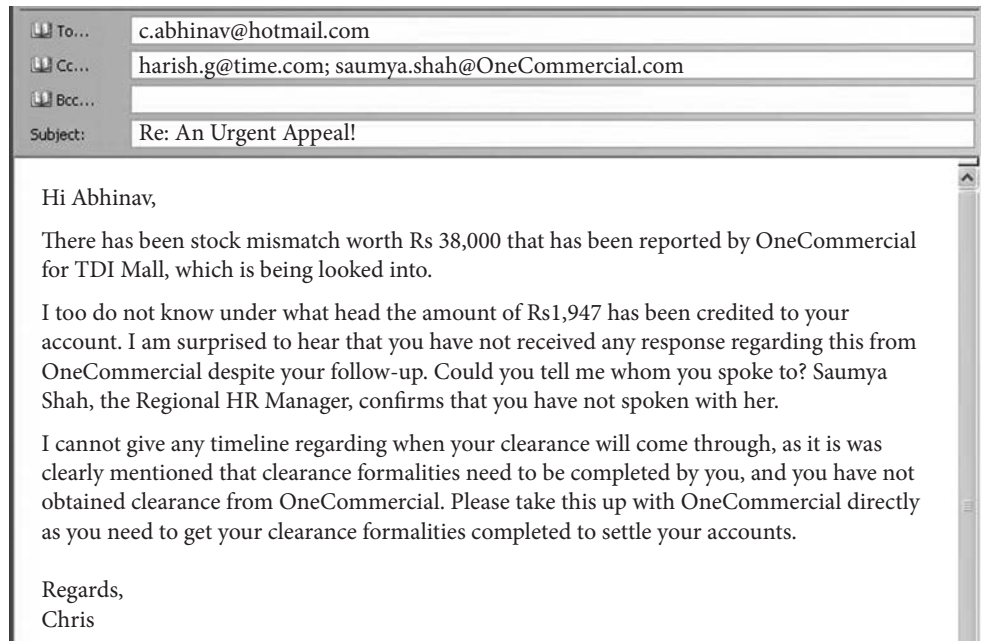 To...
c.abhinav@hotmail.com
Cc...
harish.g@time.com; saumya.shah@OneCommercial.com
Bcc...
Subject:
Re: An Urgent Appeal!
Hi Abhinav,
There has been stock mismatch worth Rs 38,000 that has been reported by OneCommercial
for TDI Mall, which is being looked into.
I too do not know under what head the amount of Rs1,947 has been credited to your
account. I am surprised to hear that you have not received any response regarding this from
OneCommercial despite your follow-up. Could you tell me whom you spoke to? Saumya
Shah, the Regional HR Manager, confirms that you have not spoken with her.
I cannot give any timeline regarding when your clearance will come through, as it is was
clearly mentioned that clearance formalities need to be completed by you, and you have not
obtained clearance from OneCommercial. Please take this up with OneCommercial directly
as you need to get your clearance formalities completed to settle your accounts.
Regards,
Chris